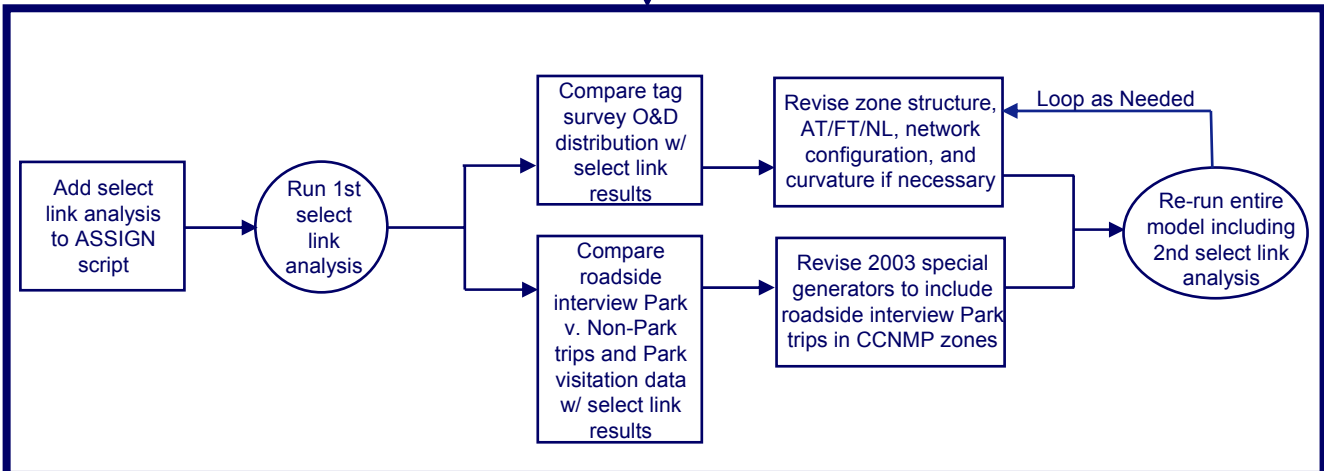 Add select
link analysis
to ASSIGN
script
Run 1st
select
link
analysis
Compare tag
survey O&D
distribution w/
select link
results
Compare
roadside
interview Park
v. Non-Park
trips and Park
visitation data
w/ select link
results
Revise zone structure,
AT/FT/NL, network
configuration, and
curvature if necessary
Revise 2003 special
generators to include
roadside interview Park
trips in CCNMP zones
Loop as Needed
Re-run entire
model including
2nd select link
analysis